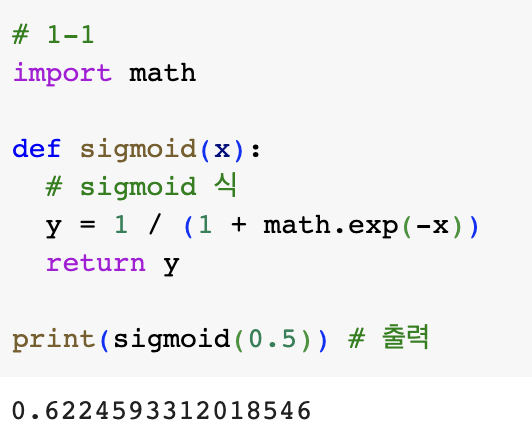 # 1-1
import math
def sigmoid(x):
# sigmoid 식
y = 1 / (1 + math.exp(-x))
return y
print(sigmoid(0.5)) # 출력
0.6224593312018546